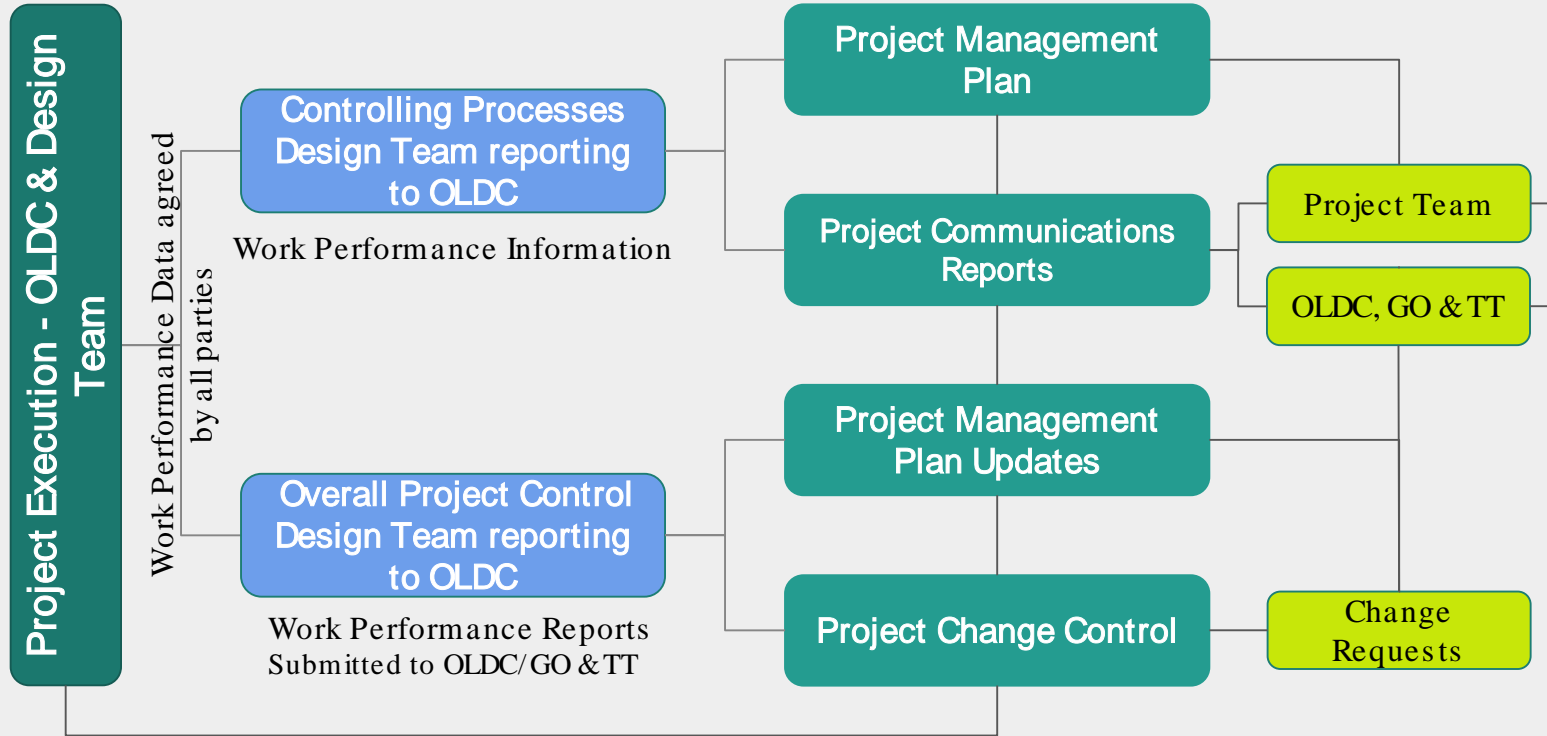 Project Execution - OLDC & Design
Team
Work Performance Data agreed
by all parties
Controlling Processes
Design Team reporting
to OLDC
Work Performance Information
Overall Project Control
Design Team reporting
to OLDC
Work Performance Reports
Submitted to OLDC/GO & TT
Project Management
Plan
Project Communications
Reports
Project Management
Plan Updates
Project Change Control
Project Team
OLDC, GO & TT
Change
Requests